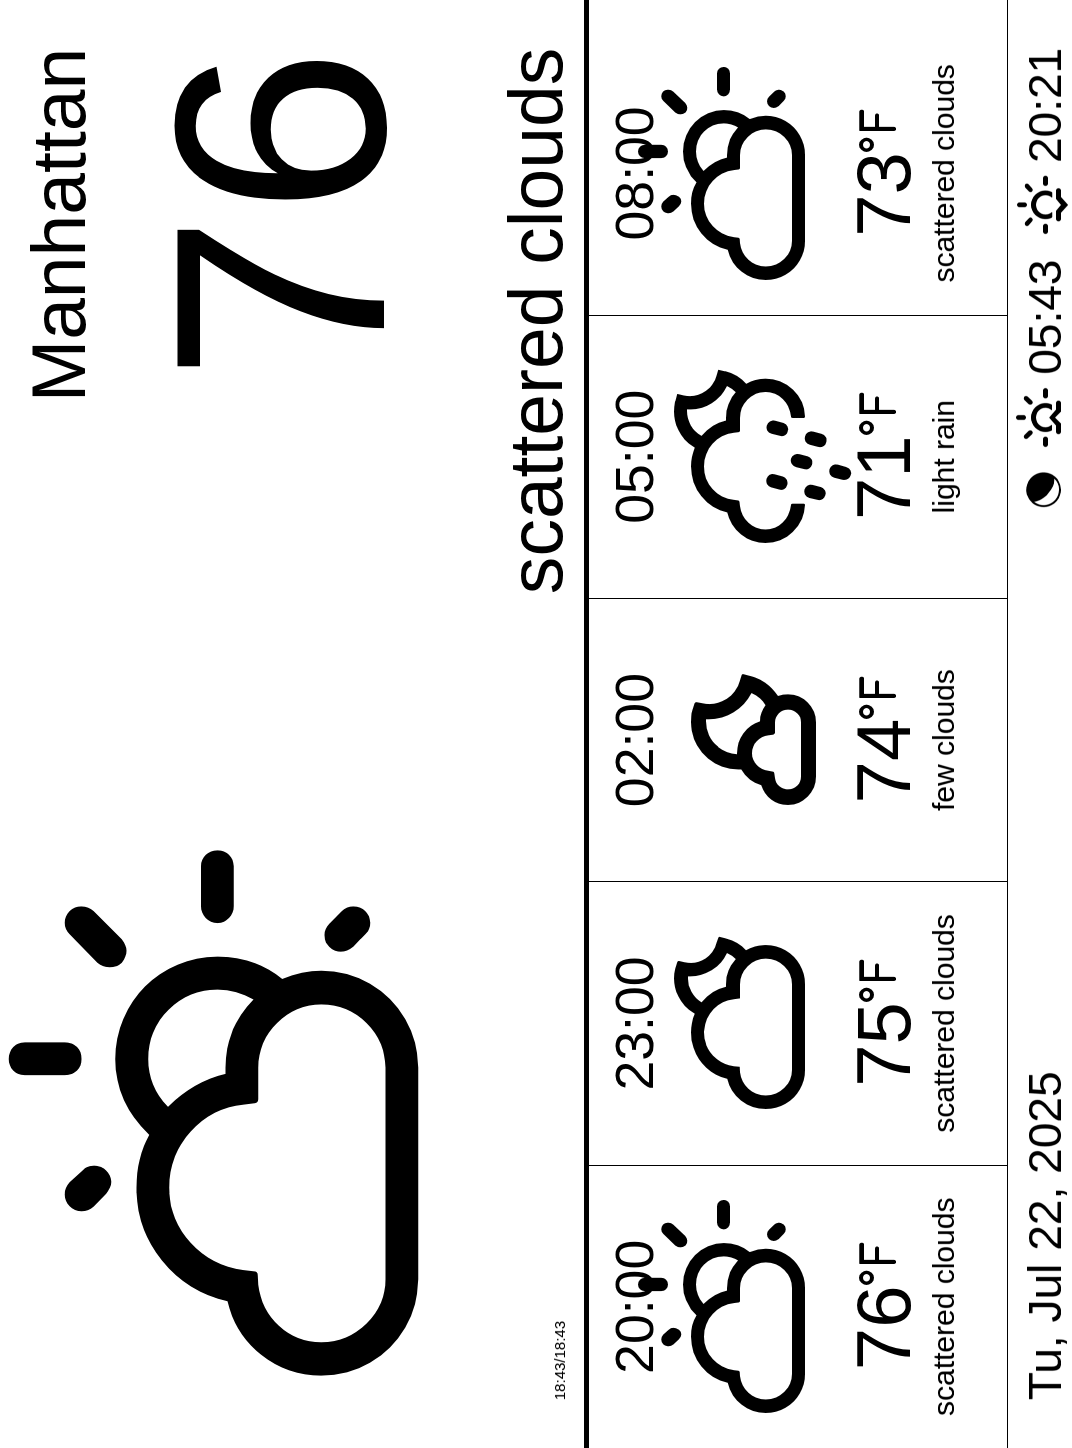 Manhattan
76
scattered clouds
18:43/18:43
20:00
76°F
scattered clouds
23:00
75°F
scattered clouds
02:00
74°F
few clouds
05:00
71°F
light rain
08:00
73°F
scattered clouds
Tu, Jul 22, 2025
05:43
20:21